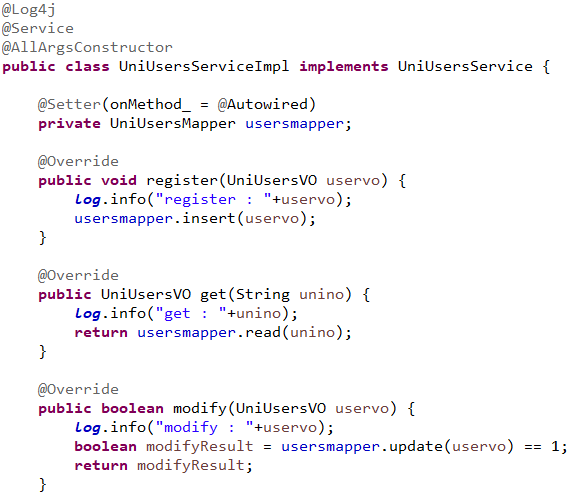 @Log4j
@Service
@AllArgsConstructor
public class UniUsersServiceImpl implements UniUsersService {

    @Setter(onMethod_ = @Autowired)
    private UniUsersMapper usersmapper;

    @Override
    public void register(UniUsersVO uservo) {
        log.info("register : "+uservo);
        usersmapper.insert(uservo);
    }

    @Override
    public UniUsersVO get(String unino) {
        log.info("get : "+unino);
        return usersmapper.read(unino);
    }

    @Override
    public boolean modify(UniUsersVO uservo) {
        log.info("modify : "+uservo);
        boolean modifyResult = usersmapper.update(uservo) == 1;
        return modifyResult;
    }